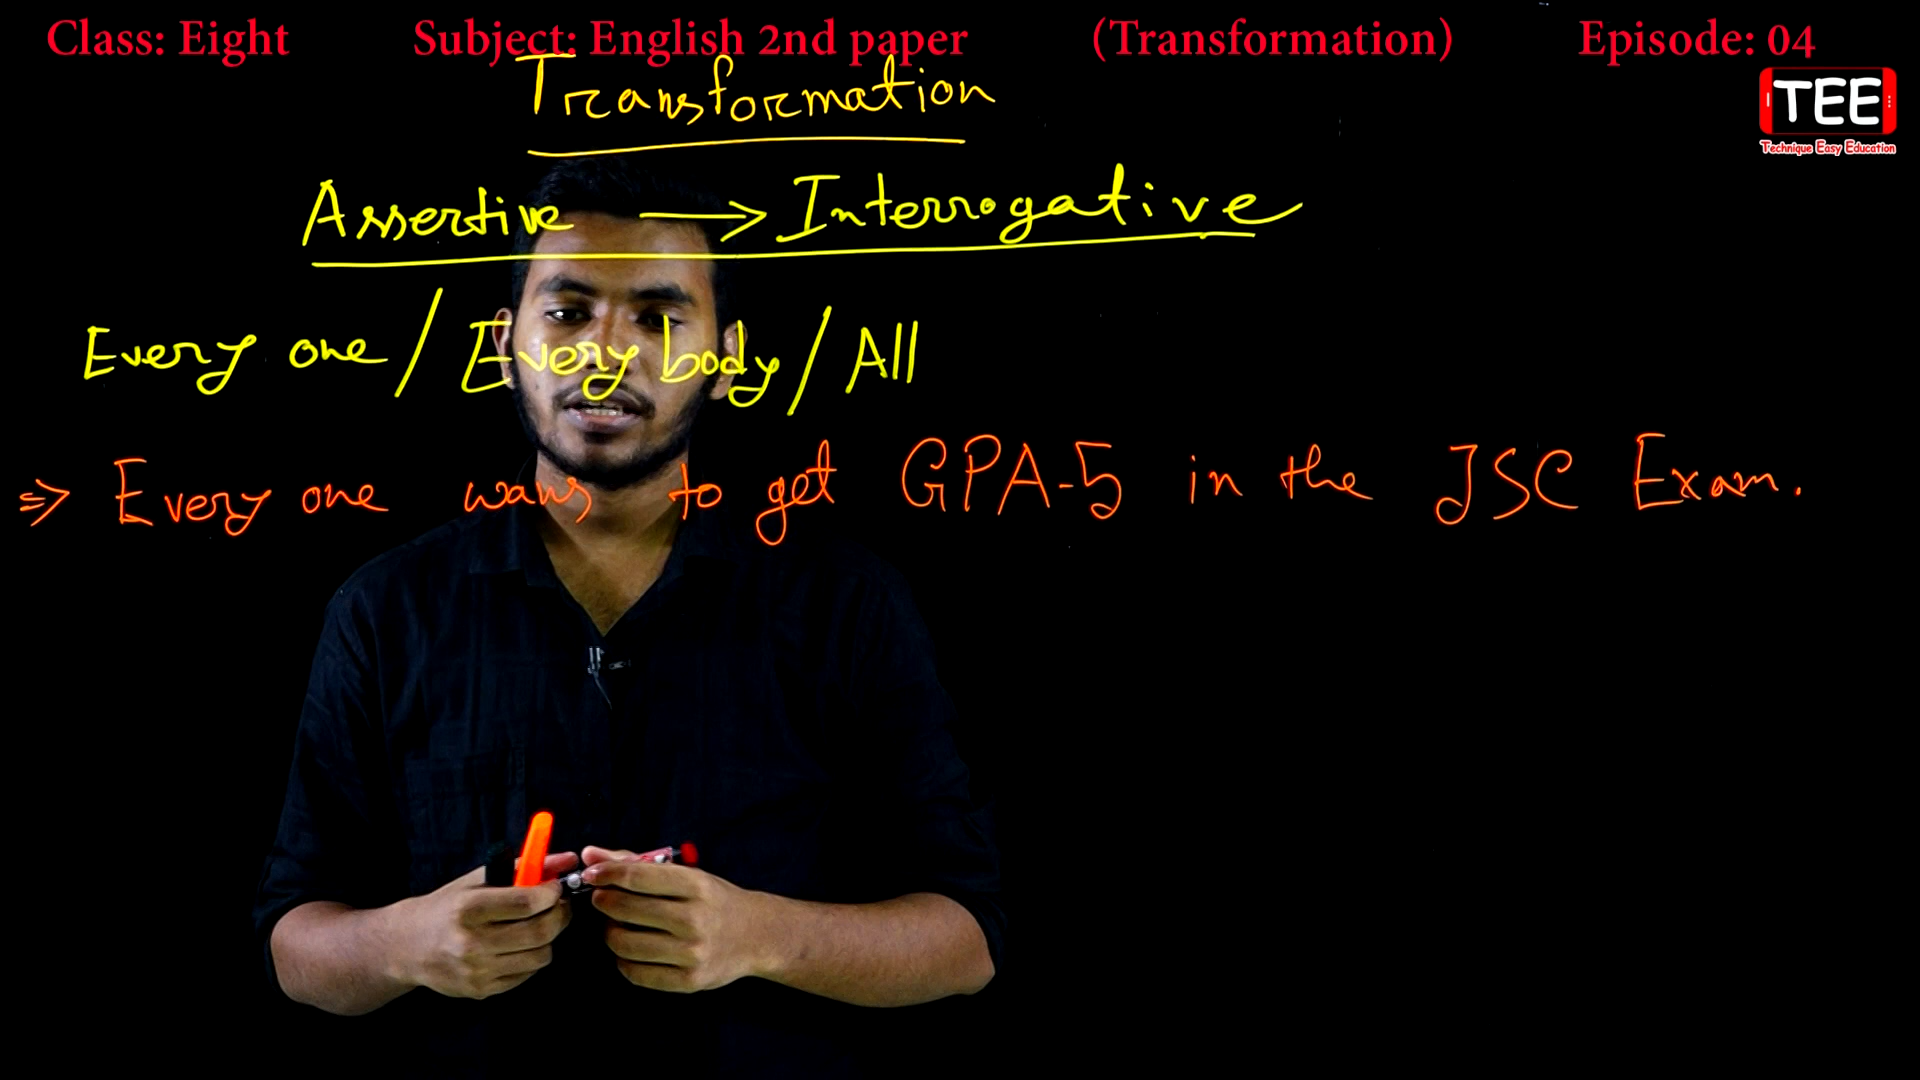 Class: Eight Subject: English 2nd paper (Transformation) Episode: 04
TEE
Technique Easy Education
Transformation
Assertive → Interrogative
Every one / Every body / All
⇒ Every one wans to get GPA-5 in the JSC Exam.